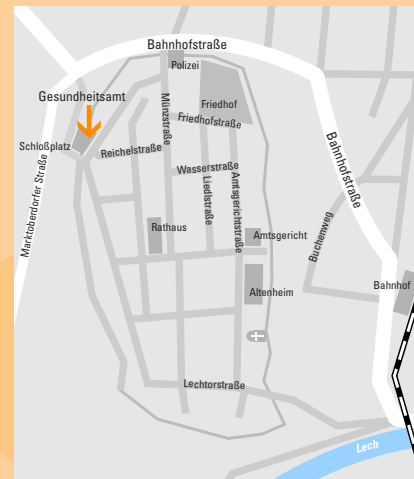 Bahnhofstraße
Polizei
Gesundheitsamt
Friedhof
Münzstraße
Friedhofstraße
Bahnhofstraße
Schloßplatz
Reichelstraße
Wasserstraße
Liedlstraße
Amtsgerichtstraße
Marktoberdorfer Straße
Buchenweg
Rathaus
Amtsgericht
Bahnhof
Altenheim
Lechtorstraße
Lech